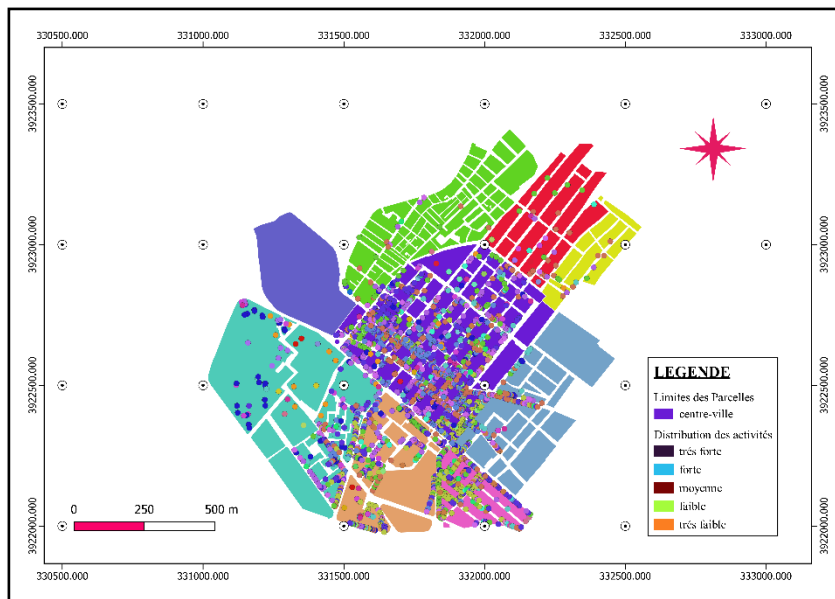 330500.000 331000.000 331500.000 332000.000 332500.000 333000.000
3923500.000 3923500.000
3923000.000 3923000.000
3922500.000 3922500.000
3922000.000 3922000.000
LEGENDE
Limites des Parcelles
centre-ville
Distribution des activités
trés forte
forte
moyenne
faible
trés faible
0 250 500 m
330500.000 331000.000 331500.000 332000.000 332500.000 333000.000